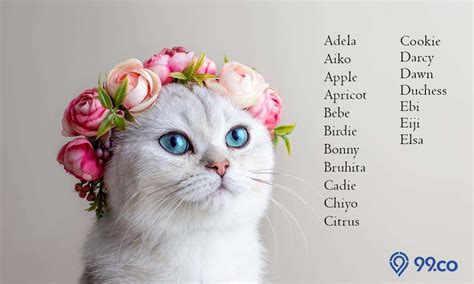 Adela
Aiko
Apple
Apricot
Bebe
Birdie
Bonny
Bruhita
Cadie
Chiyo
Citrus
Cookie
Darcy
Dawn
Duchess
Ebi
Eiji
Elsa
99.co